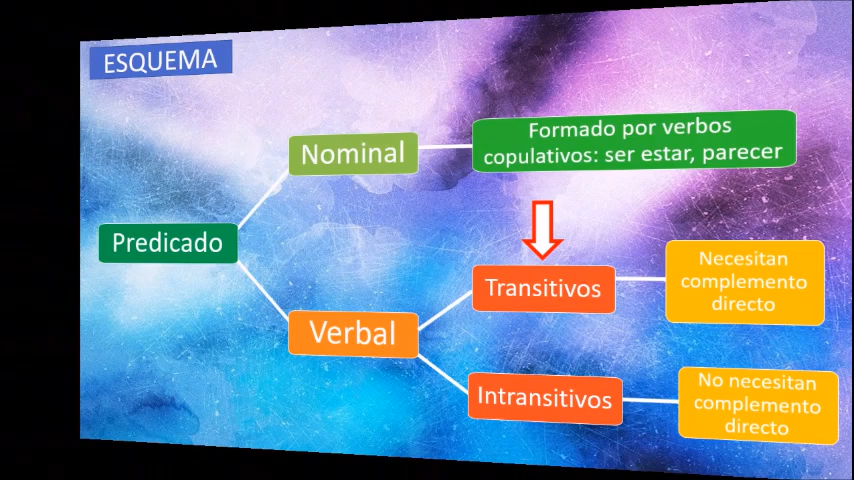 ESQUEMA
Nominal
Formado por verbos
copulativos: ser estar, parecer
Predicado
Verbal
Transitivos
Necesitan
complemento
directo
Intransitivos
No necesitan
complemento
directo